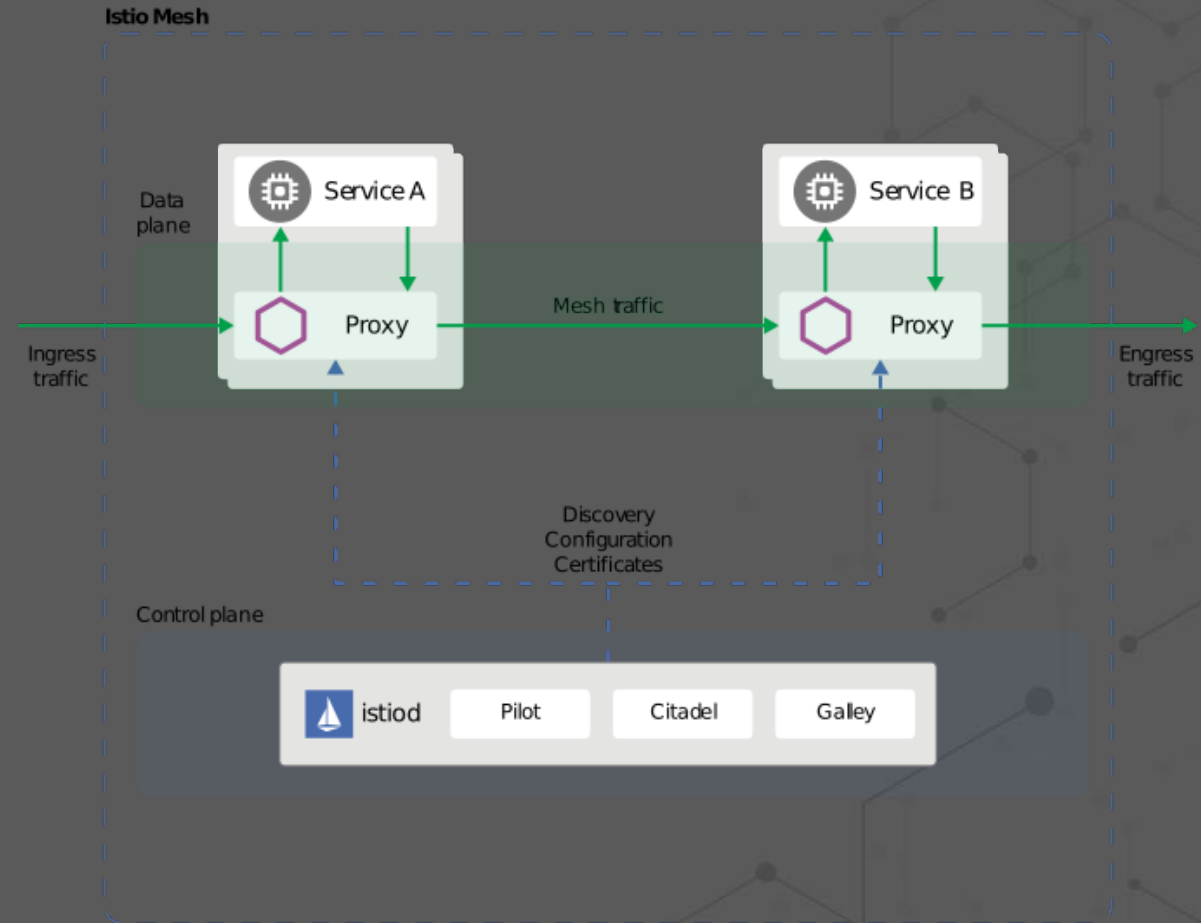 Istio Mesh
Data
plane
Service A
Service B
Proxy
Mesh traffic
Proxy
Ingress
traffic
Engress
traffic
Discovery
Configuration
Certificates
Control plane
istiod
Pilot
Citadel
Galley